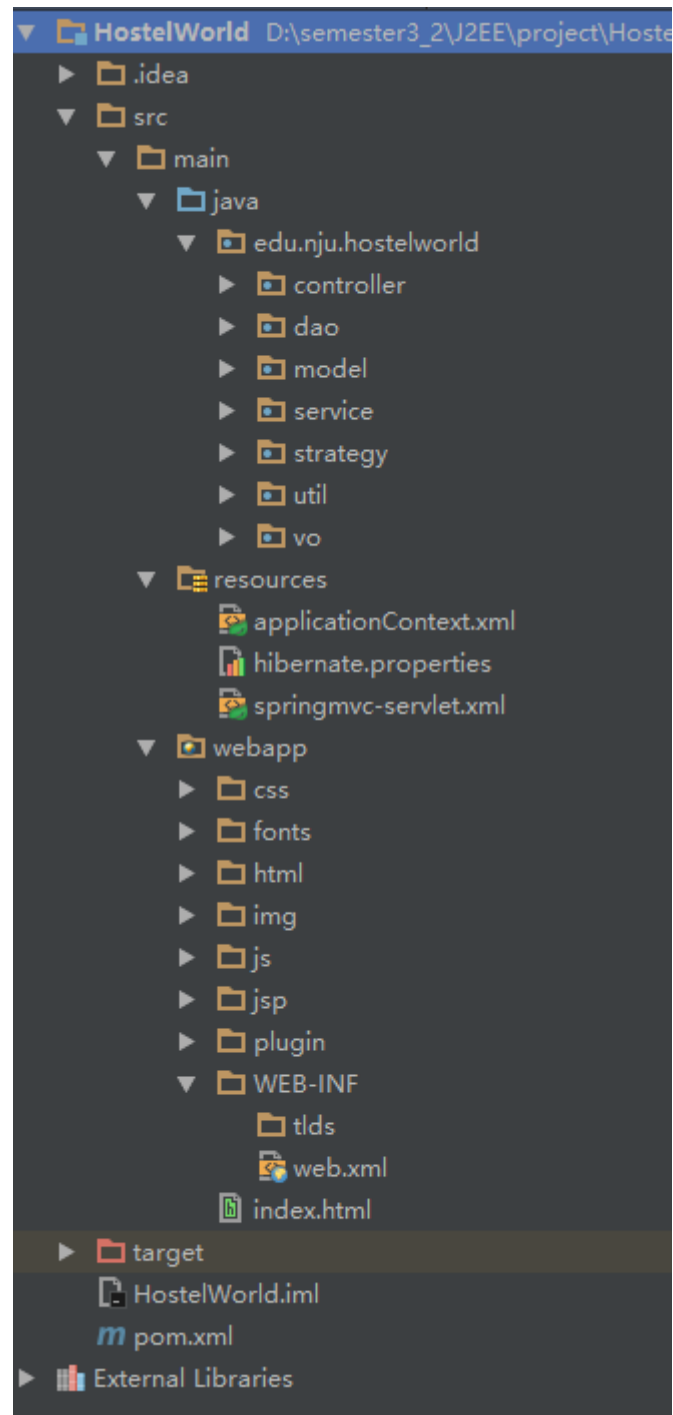 HostelWorld D:\semester3_2\J2EE\project\Hoste
.idea
src
main
java
edu.nju.hostelworld
controller
dao
model
service
strategy
util
vo
resources
applicationContext.xml
hibernate.properties
springmvc-servlet.xml
webapp
css
fonts
html
img
js
jsp
plugin
WEB-INF
tlds
web.xml
index.html
target
HostelWorld.iml
m pom.xml
External Libraries